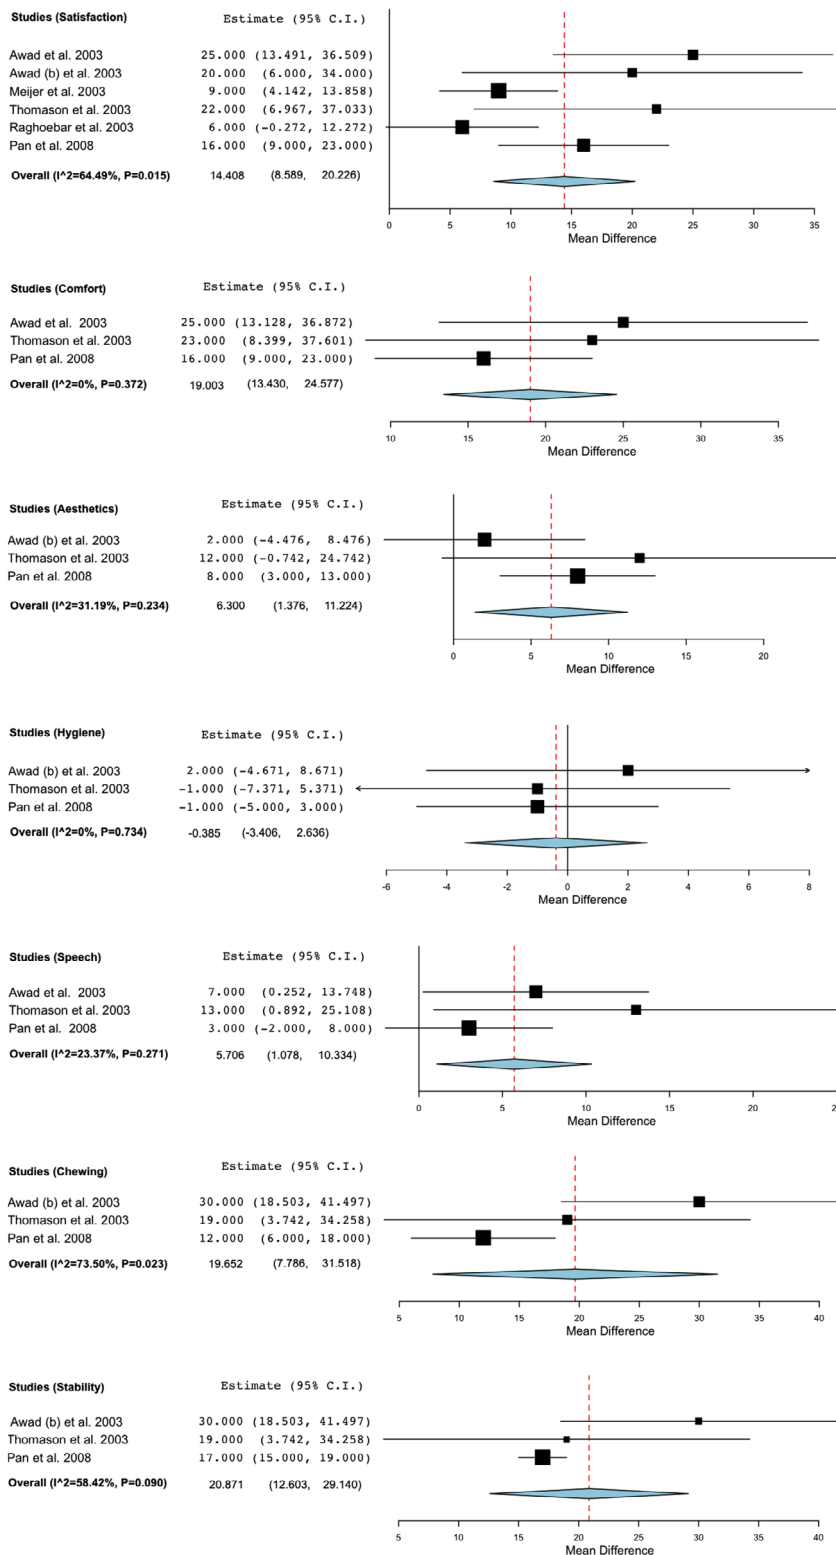 Studies (Satisfaction) Estimate (95% C.I.)
Awad et al. 2003 25.000 (13.491, 36.509)
Awad (b) et al. 2003 20.000 (6.000, 34.000)
Meijer et al. 2003 9.000 (4.142, 13.858)
Thomason et al. 2003 22.000 (6.967, 37.033)
Raghoebar et al. 2003 6.000 (-0.272, 12.272)
Pan et al. 2008 16.000 (9.000, 23.000)
Overall (I^2=64.49%, P=0.015) 14.408 (8.589, 20.226)
0 5 10 15 20 25 30 35
Mean Difference
Studies (Comfort) Estimate (95% C.I.)
Awad et al. 2003 25.000 (13.128, 36.872)
Thomason et al. 2003 23.000 (8.399, 37.601)
Pan et al. 2008 16.000 (9.000, 23.000)
Overall (I^2=0%, P=0.372) 19.003 (13.430, 24.577)
10 15 20 25 30 35
Mean Difference
Studies (Aesthetics) Estimate (95% C.I.)
Awad (b) et al. 2003 2.000 (-4.476, 8.476)
Thomason et al. 2003 12.000 (-0.742, 24.742)
Pan et al. 2008 8.000 (3.000, 13.000)
Overall (I^2=31.19%, P=0.234) 6.300 (1.376, 11.224)
0 5 10 15 20
Mean Difference
Studies (Hygiene) Estimate (95% C.I.)
Awad (b) et al. 2003 2.000 (-4.671, 8.671)
Thomason et al. 2003 -1.000 (-7.371, 5.371)
Pan et al. 2008 -1.000 (-5.000, 3.000)
Overall (I^2=0%, P=0.734) -0.385 (-3.406, 2.636)
-6 -4 -2 0 2 4 6 8
Mean Difference
Studies (Speech) Estimate (95% C.I.)
Awad et al. 2003 7.000 (0.252, 13.748)
Thomason et al. 2003 13.000 (0.892, 25.108)
Pan et al. 2008 3.000 (-2.000, 8.000)
Overall (I^2=23.37%, P=0.271) 5.706 (1.078, 10.334)
0 5 10 15 20 25
Mean Difference
Studies (Chewing) Estimate (95% C.I.)
Awad (b) et al. 2003 30.000 (18.503, 41.497)
Thomason et al. 2003 19.000 (3.742, 34.258)
Pan et al. 2008 12.000 (6.000, 18.000)
Overall (I^2=73.50%, P=0.023) 19.652 (7.786, 31.518)
5 10 15 20 25 30 35 40
Mean Difference
Studies (Stability) Estimate (95% C.I.)
Awad (b) et al. 2003 30.000 (18.503, 41.497)
Thomason et al. 2003 19.000 (3.742, 34.258)
Pan et al. 2008 17.000 (15.000, 19.000)
Overall (I^2=58.42%, P=0.090) 20.871 (12.603, 29.140)
5 10 15 20 25 30 35 40
Mean Difference